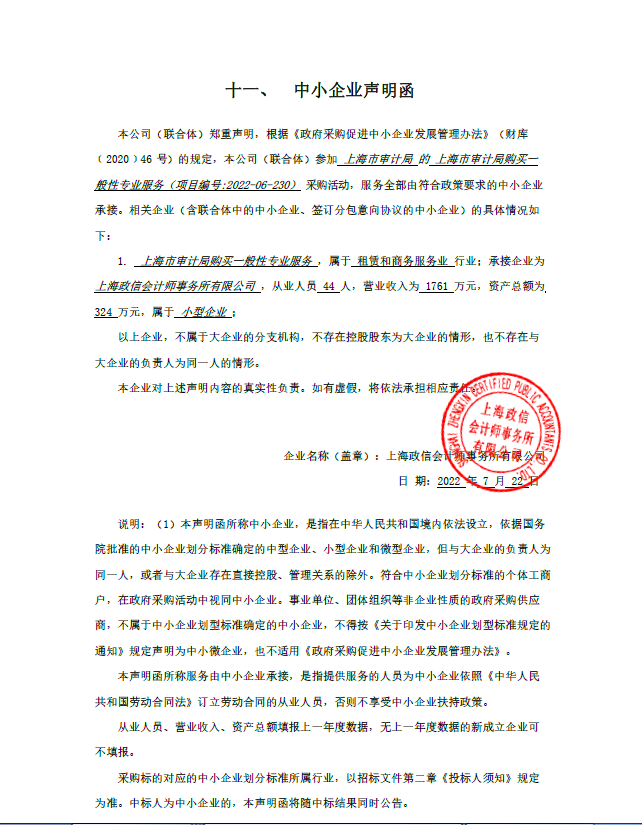 十一、 中小企业声明函
本公司（联合体）郑重声明，根据《政府采购促进中小企业发展管理办法》（财库
﹝2020﹞46 号）的规定，本公司（联合体）参加 上海市审计局 的 上海市审计局购买一
般性专业服务（项目编号:2022-06-230） 采购活动，服务全部由符合政策要求的中小企业
承接。相关企业（含联合体中的中小企业、签订分包意向协议的中小企业）的具体情况如
下：
1. 上海市审计局购买一般性专业服务 ，属于 租赁和商务服务业 行业；承接企业为
上海政信会计师事务所有限公司 ，从业人员 44 人，营业收入为 1761 万元，资产总额为
324 万元，属于 小型企业 ；
以上企业，不属于大企业的分支机构，不存在控股股东为大企业的情形，也不存在与
大企业的负责人为同一人的情形。
本企业对上述声明内容的真实性负责。如有虚假，将依法承担相应责任。
企业名称（盖章）：上海政信会计师事务所有限公司
日 期：2022 年 7 月 22 日
SHANGHAI ZHENGXIN CERTIFIED PUBLIC ACCOUNTANTS CO.,LTD.
上海政信
会计师事务所
有限公司
说明：（1）本声明函所称中小企业，是指在中华人民共和国境内依法设立，依据国务
院批准的中小企业划分标准确定的中型企业、小型企业和微型企业，但与大企业的负责人为
同一人，或者与大企业存在直接控股、管理关系的除外。符合中小企业划分标准的个体工商
户，在政府采购活动中视同中小企业。事业单位、团体组织等非企业性质的政府采购供应
商，不属于中小企业划型标准确定的中小企业，不得按《关于印发中小企业划型标准规定的
通知》规定声明为中小微企业，也不适用《政府采购促进中小企业发展管理办法》。
本声明函所称服务由中小企业承接，是指提供服务的人员为中小企业依照《中华人民
共和国劳动合同法》订立劳动合同的从业人员，否则不享受中小企业扶持政策。
从业人员、营业收入、资产总额填报上一年度数据，无上一年度数据的新成立企业可
不填报。
采购标的对应的中小企业划分标准所属行业，以招标文件第二章《投标人须知》规定
为准。中标人为中小企业的，本声明函将随中标结果同时公告。